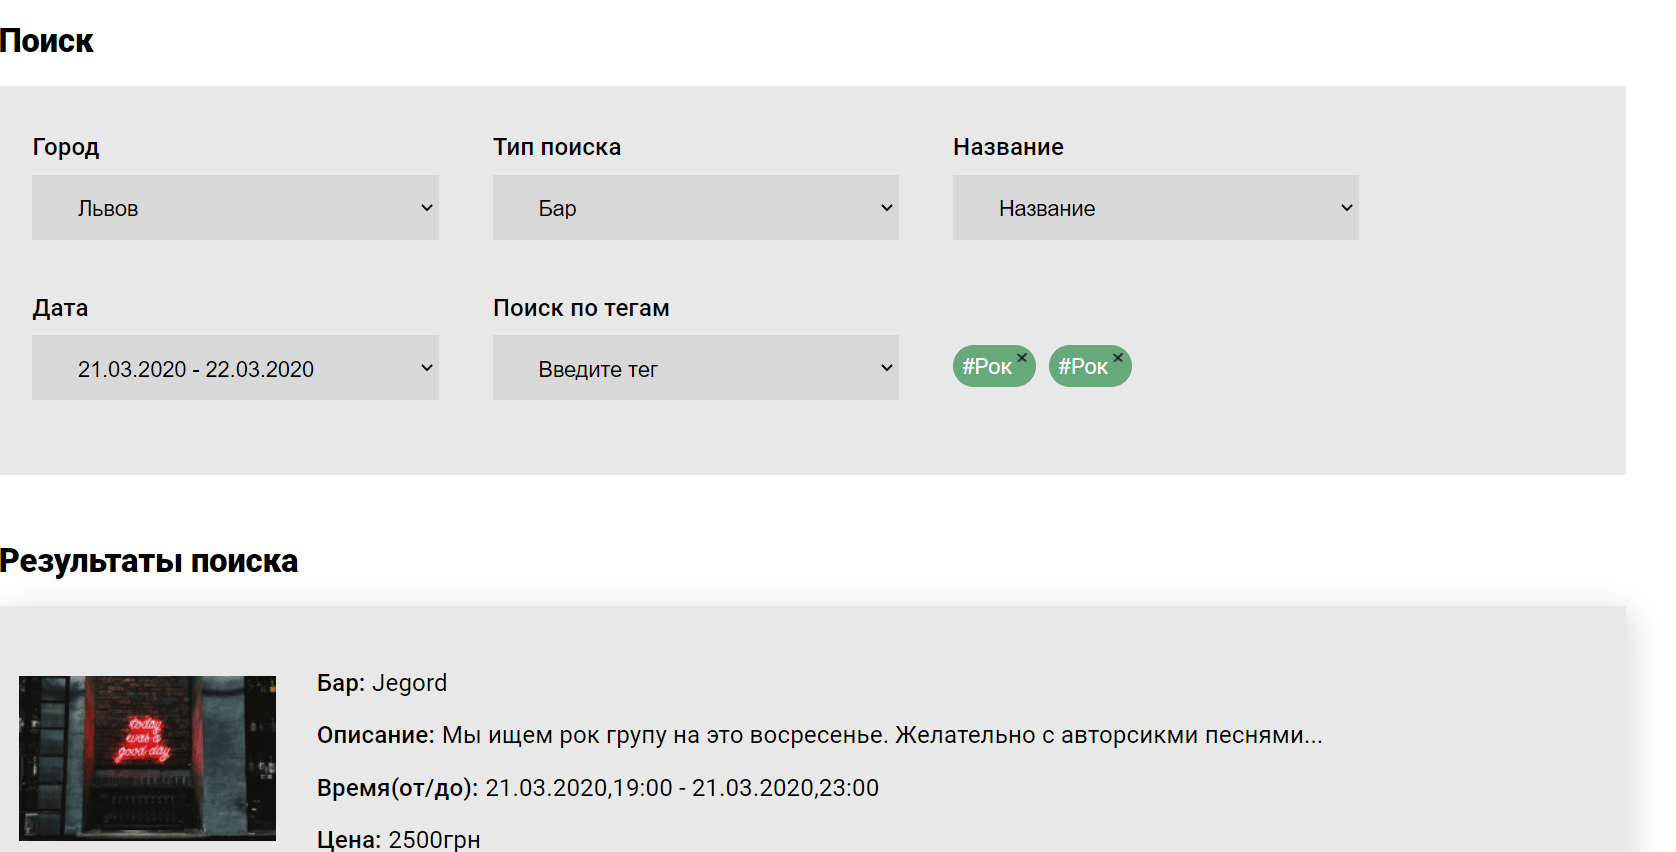 Поиск
Город
Тип поиска
Название
Львов
Бар
Название
Дата
Поиск по тегам
21.03.2020 - 22.03.2020
Введите тег
#Рок × #Рок ×
Результаты поиска
today
was a
good day
Бар: Jegord
Описание: Мы ищем рок групу на это восресенье. Желательно с авторсикми песнями...
Время(от/до): 21.03.2020,19:00 - 21.03.2020,23:00
Цена: 2500грн